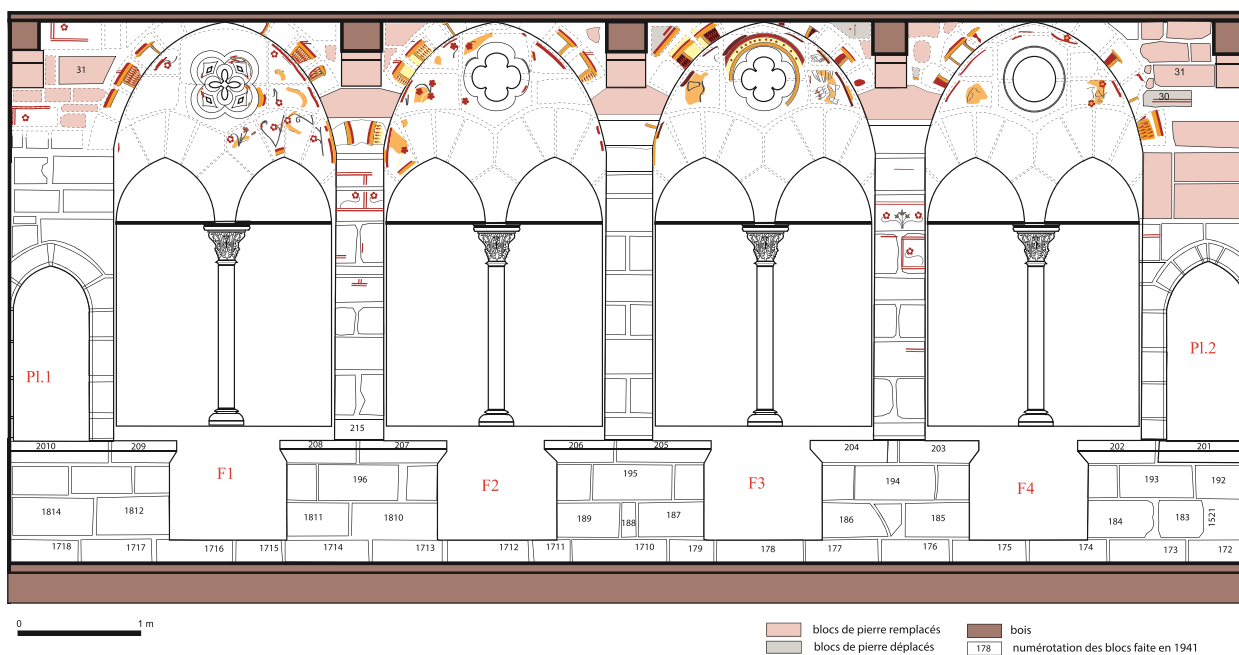 31
31
30
Pl.1
Pl.2
215
2010 209 208 207 206 205 204 203 202 201
F1 F2 F3 F4
196 195 194 193 192
1814 1812 1811 1810 189 188 187 186 185 184 183 1521
1718 1717 1716 1715 1714 1713 1712 1711 1710 179 178 177 176 175 174 173 172
0 1 m
blocs de pierre remplacés
bois
blocs de pierre déplacés
178 numérotation des blocs faite en 1941